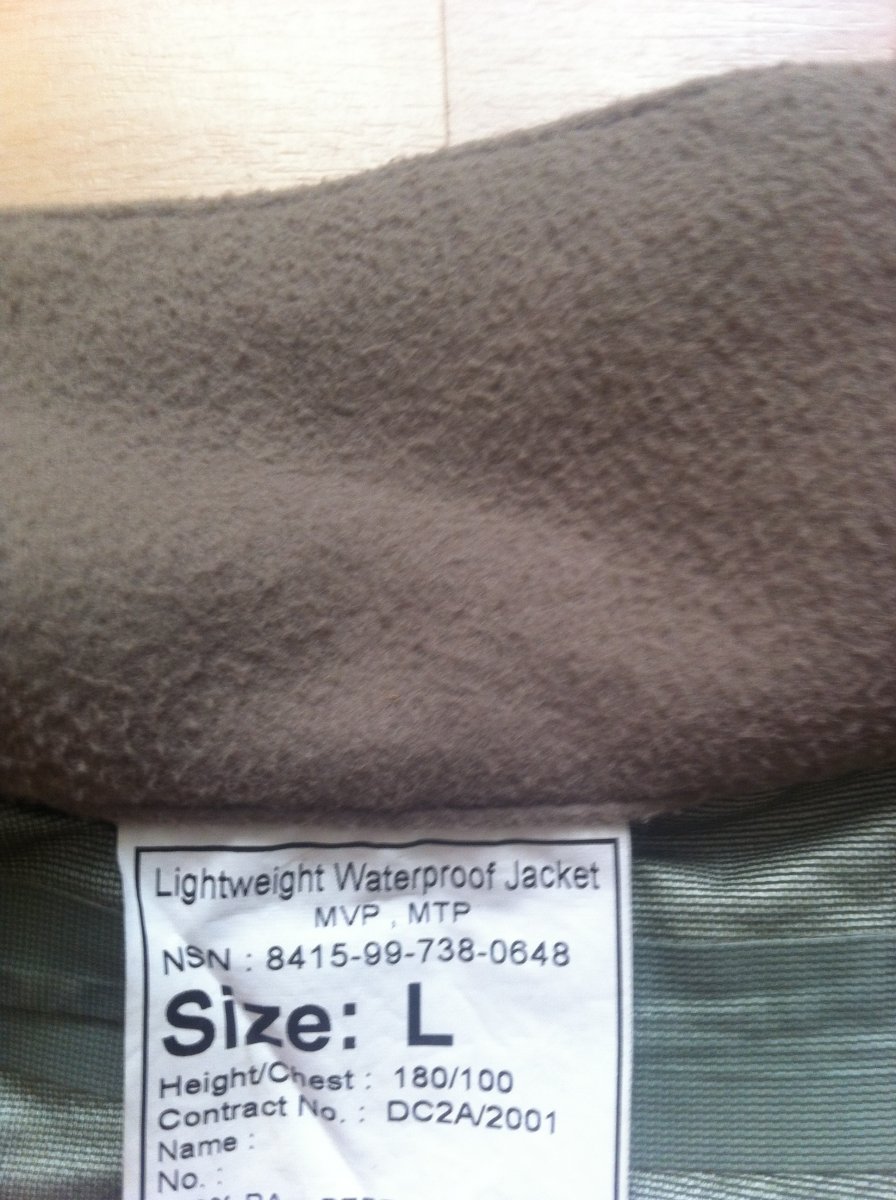 Lightweight Waterproof Jacket
MVP , MTP
NSN : 8415-99-738-0648
Size: L
Height/Chest : 180/100
Contract No. : DC2A/2001
Name :
No. :